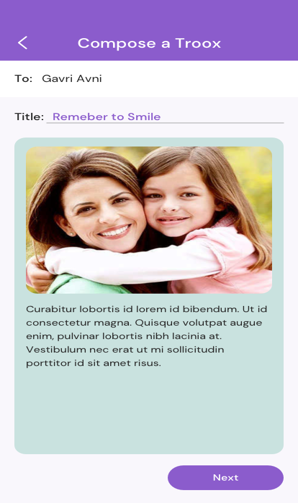 Compose a Troox
To: Gavri Avni
Title: Remeber to Smile
Curabitur lobortis id lorem id bibendum. Ut id
consectetur magna. Quisque volutpat augue
enim, pulvinar lobortis nibh lacinia at.
Vestibulum nec erat ut mi sollicitudin
porttitor id sit amet risus.
Next